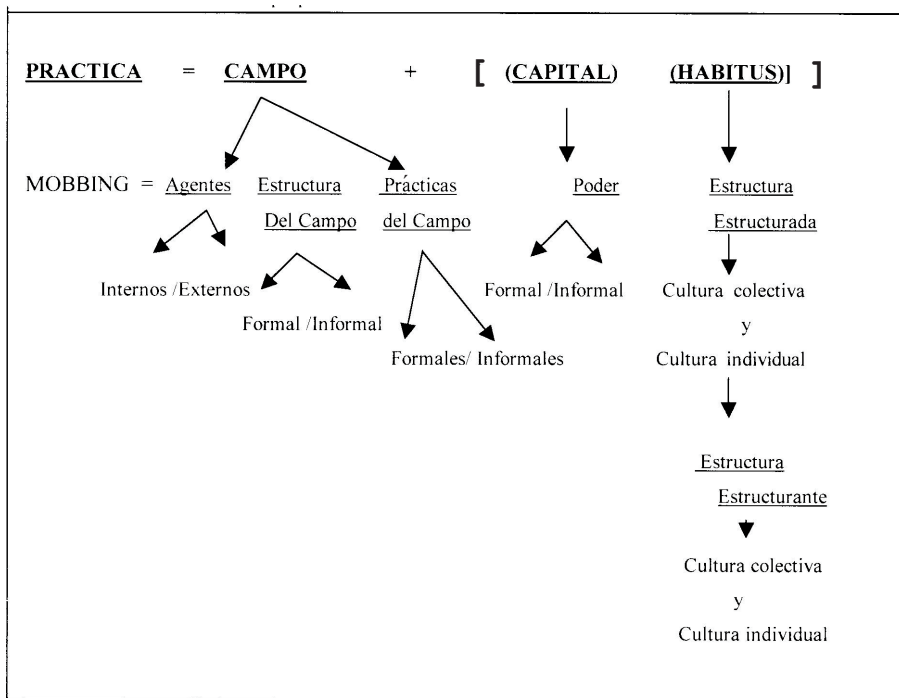 PRACTICA = CAMPO + [ (CAPITAL) (HABITUS)] ]
MOBBING = Agentes Estructura Prácticas Poder Estructura
Del Campo del Campo Estructurada
Internos /Externos Formal /Informal Cultura colectiva
Formal /Informal y
Formales/ Informales Cultura individual
Estructura
Estructurante
Cultura colectiva
y
Cultura individual